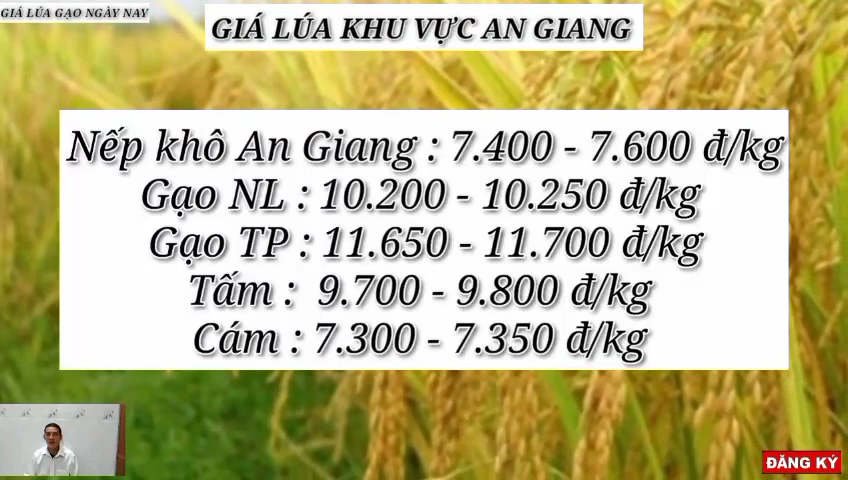 GIÁ LÚA GẠO NGÀY NAY
GIÁ LÚA KHU VỰC AN GIANG
Nếp khô An Giang : 7.400 - 7.600 đ/kg
Gạo NL : 10.200 - 10.250 đ/kg
Gạo TP : 11.650 - 11.700 đ/kg
Tấm : 9.700 - 9.800 đ/kg
Cám : 7.300 - 7.350 đ/kg
ĐĂNG KÝ